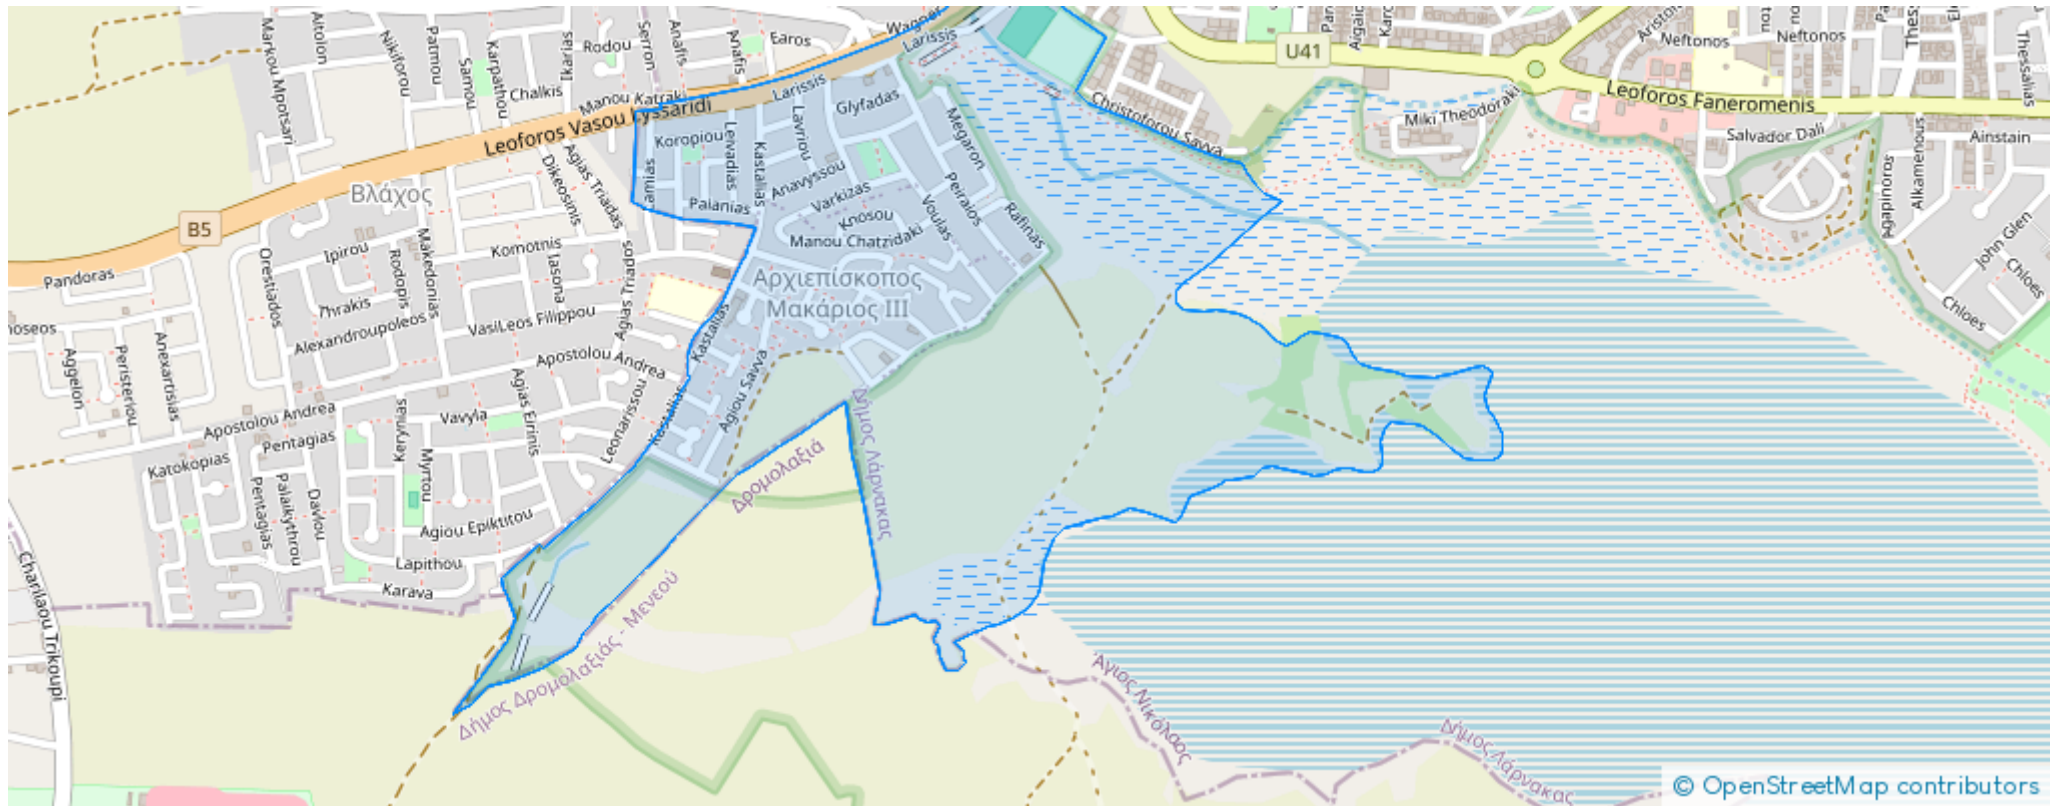 Markou Mpotsari
Aitolon
Nikiforou
Patmou
Samou
Karpathou
Chalkis
Ikarias
Rodou
Serron
Anafis
Anafis
Earos
Wagner
Larissis
Larissis
Manou Katraki
Leoforos Vasou Lyssaridi
B5
Βλάχος
Koropiou
Levadias
Kastalias
Lavriou
Glyfadas
Anavyssou
Varkizas
Knosou
Manou Chatzidaki
Megaron
Peiraios
Voulas
Rafinas
Palanias
Αρχιεπίσκοπος
Μακάριος III
Dikeosinis
Agias Triadas
Agias Triados
Komotnis
Iasona
Ipirou
Rodopis
Makedonias
Orestiados
Thrakis
Alexandroupoleos
VasiLeos Filippou
Pandoras
Aggelon
Peristeriou
Anexartisias
Apostolou Andrea
Apostolou Andrea
Kastalias
Kastalias
Agiou Savva
Leonarissou
Agias Eirinis
Vavyla
Pentagias
Pentagias
Katokopias
Keryneias
Myrtou
Davlou
Palaikythrou
Agiou Epiktitou
Lapithou
Karava
Charilaou Trikoupi
Δρομολαξιά
Δήμος Λάρνακας
Δήμος Δρομολαξιάς - Μενεού
Άγιος Νικόλαος
Δήμος Λάρνακας
Christoforou Savva
U41
Leoforos Faneromenis
Miki Theodoraki
Salvador Dali
Neftonos
Neftonos
Ainstain
Thessalias
Alkamenous
Agapinoros
John Glen
Chloes
Chloes
© OpenStreetMap contributors